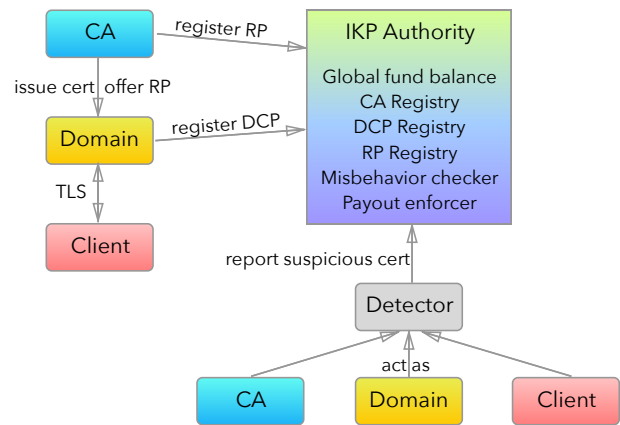 CA
register RP
IKP Authority
Global fund balance
CA Registry
DCP Registry
RP Registry
Misbehavior checker
Payout enforcer
issue cert offer RP
Domain
register DCP
TLS
Client
report suspicious cert
Detector
act as
CA
Domain
Client